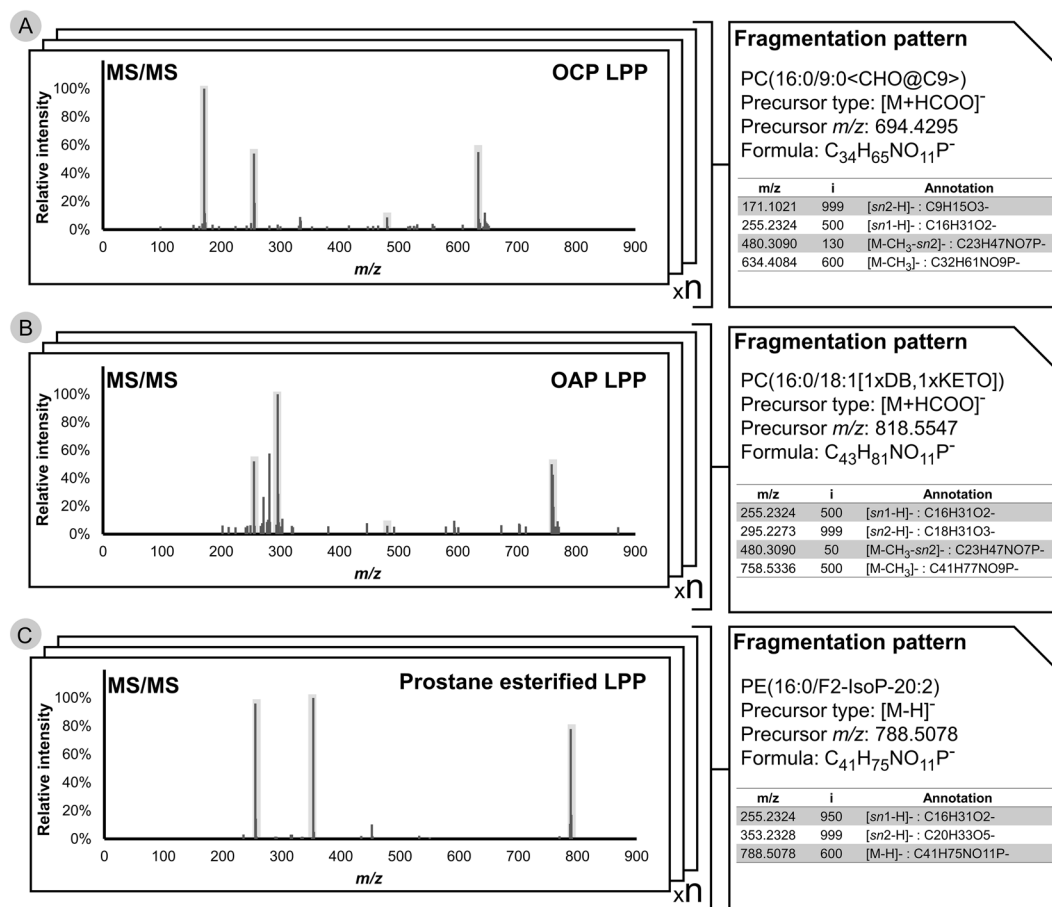 A
MS/MS
OCP LPP
Relative intensity
100%
80%
60%
40%
20%
0%
0 100 200 300 400 500 600 700 800 900
m/z
xn
Fragmentation pattern
PC(16:0/9:0<CHO@C9>)
Precursor type: [M+HCOO]⁻
Precursor m/z: 694.4295
Formula: C₃₄H₆₅NO₁₁P⁻
m/z i Annotation
171.1021 999 [sn2-H]- : C9H15O3-
255.2324 500 [sn1-H]- : C16H31O2-
480.3090 130 [M-CH₃-sn2]- : C23H47NO7P-
634.4084 600 [M-CH₃]- : C32H61NO9P-
B
MS/MS
OAP LPP
Relative intensity
100%
80%
60%
40%
20%
0%
0 100 200 300 400 500 600 700 800 900
m/z
xn
Fragmentation pattern
PC(16:0/18:1[1xDB,1xKETO])
Precursor type: [M+HCOO]⁻
Precursor m/z: 818.5547
Formula: C₄₃H₈₁NO₁₁P⁻
m/z i Annotation
255.2324 500 [sn1-H]- : C16H31O2-
295.2273 999 [sn2-H]- : C18H31O3-
480.3090 50 [M-CH₃-sn2]- : C23H47NO7P-
758.5336 500 [M-CH₃]- : C41H77NO9P-
C
MS/MS
Prostane esterified LPP
Relative intensity
100%
80%
60%
40%
20%
0%
0 100 200 300 400 500 600 700 800 900
m/z
xn
Fragmentation pattern
PE(16:0/F2-IsoP-20:2)
Precursor type: [M-H]⁻
Precursor m/z: 788.5078
Formula: C₄₁H₇₅NO₁₁P⁻
m/z i Annotation
255.2324 950 [sn1-H]- : C16H31O2-
353.2328 999 [sn2-H]- : C20H33O5-
788.5078 600 [M-H]- : C41H75NO11P-